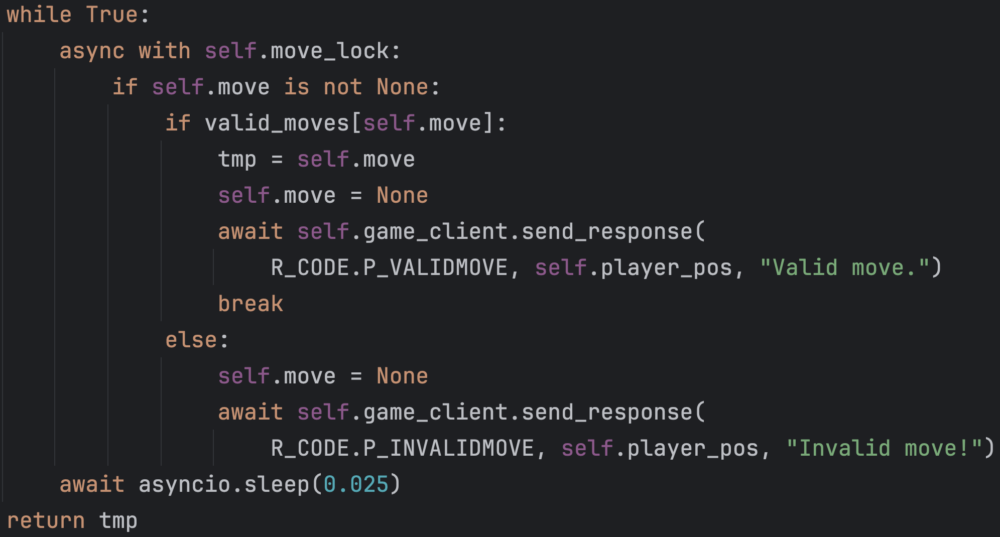 while True:
    async with self.move_lock:
        if self.move is not None:
            if valid_moves[self.move]:
                tmp = self.move
                self.move = None
                await self.game_client.send_response(
                    R_CODE.P_VALIDMOVE, self.player_pos, "Valid move.")
                break
            else:
                self.move = None
                await self.game_client.send_response(
                    R_CODE.P_INVALIDMOVE, self.player_pos, "Invalid move!")
    await asyncio.sleep(0.025)
return tmp